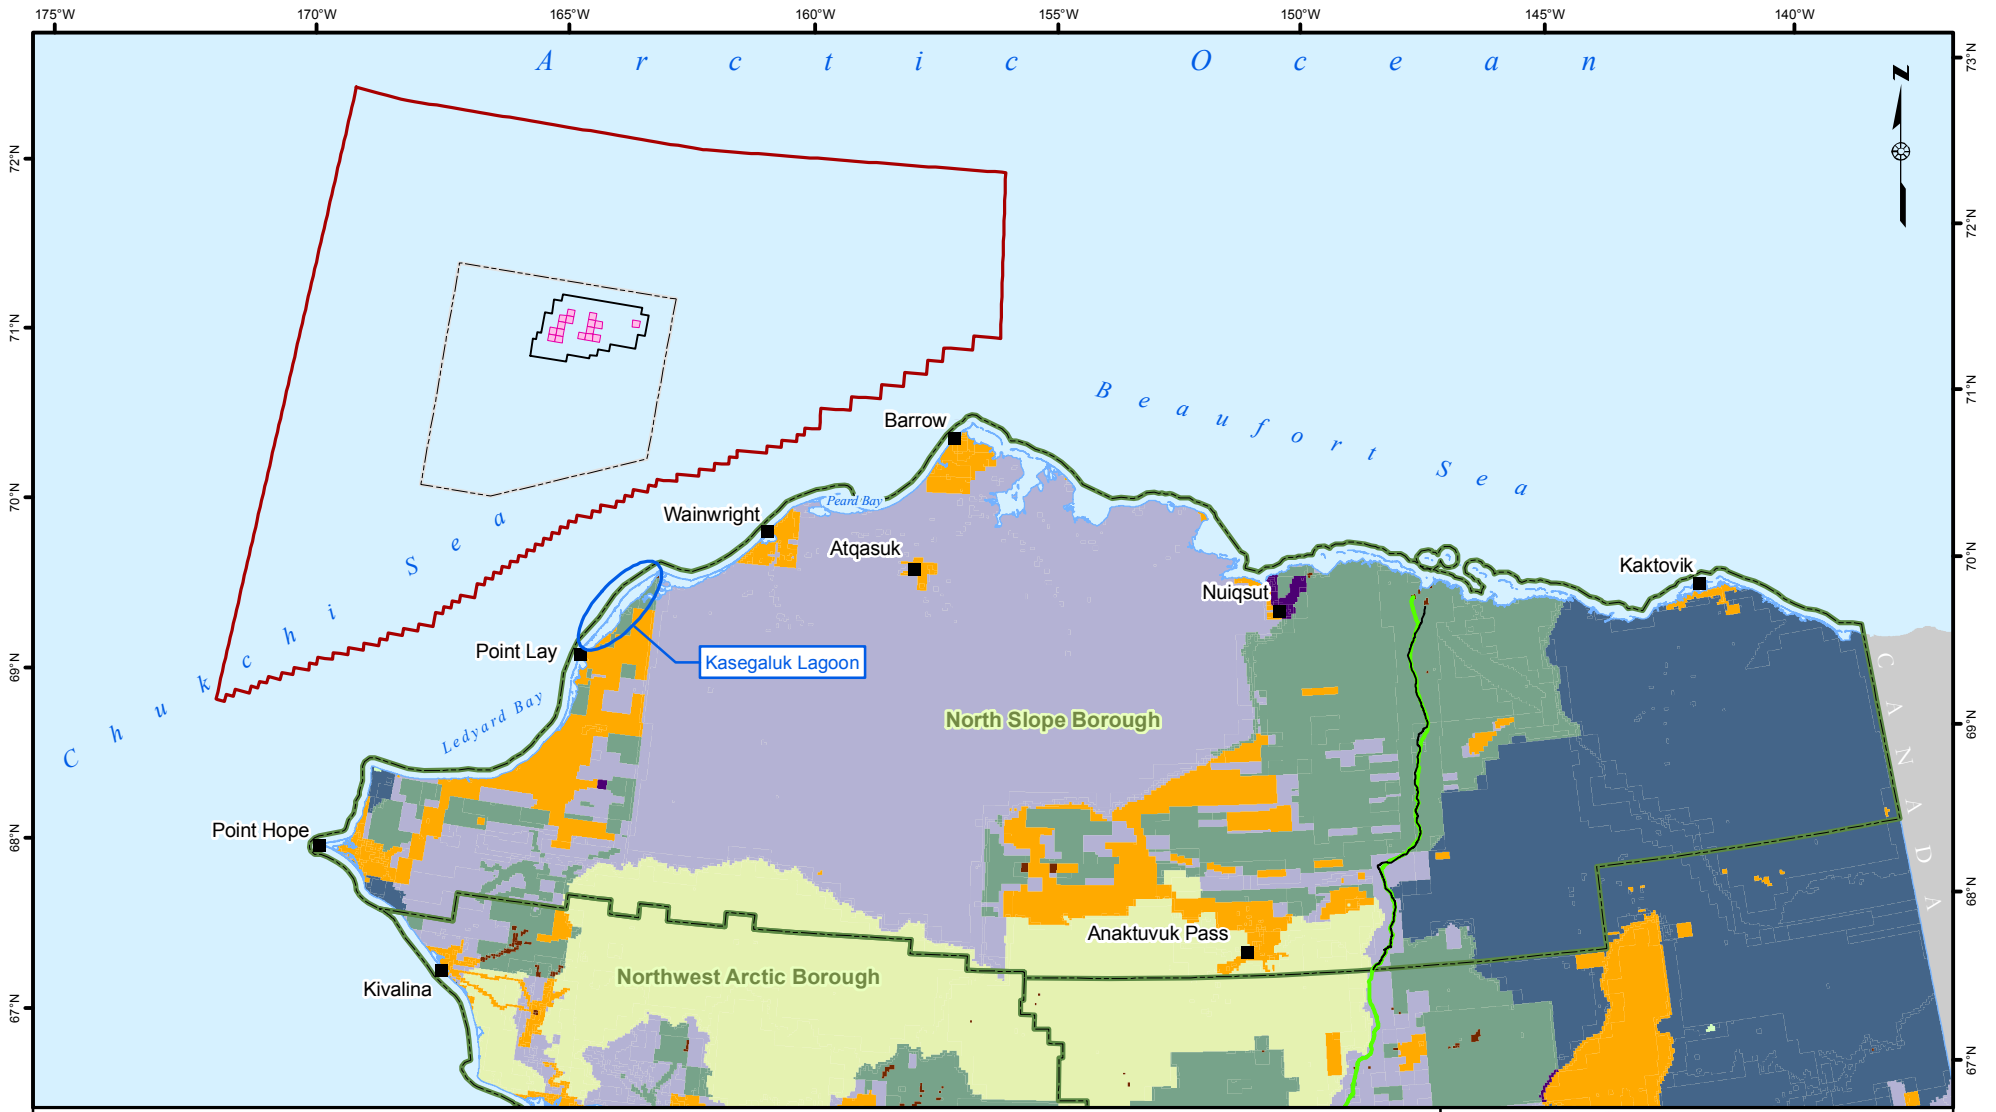 175°W 170°W 165°W 160°W 155°W 150°W 145°W 140°W
Arctic Ocean
N
73°N
72°N
72°N
71°N
71°N
Beaufort Sea
Barrow
70°N
Peard Bay
Wainwright
Chukchi Sea
Atqasuk
70°N
Kaktovik
Nuiqsut
Point Lay
Kasegaluk Lagoon
69°N
CANADA
Ledyard Bay
North Slope Borough
69°N
Point Hope
68°N
68°N
Anaktuvuk Pass
Northwest Arctic Borough
Kivalina
67°N
67°N